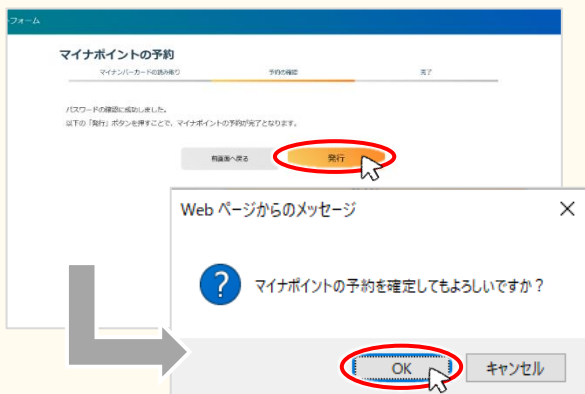 フォーム
マイナポイントの予約
マイナンバーカードの読み取り
予約の確認
完了
パスワードの確認に成功しました。
以下の「発行」ボタンを押すことで、マイナポイントの予約が完了となります。
前画面へ戻る
発行
Web ページからのメッセージ
マイナポイントの予約を確定してもよろしいですか？
OK
キャンセル